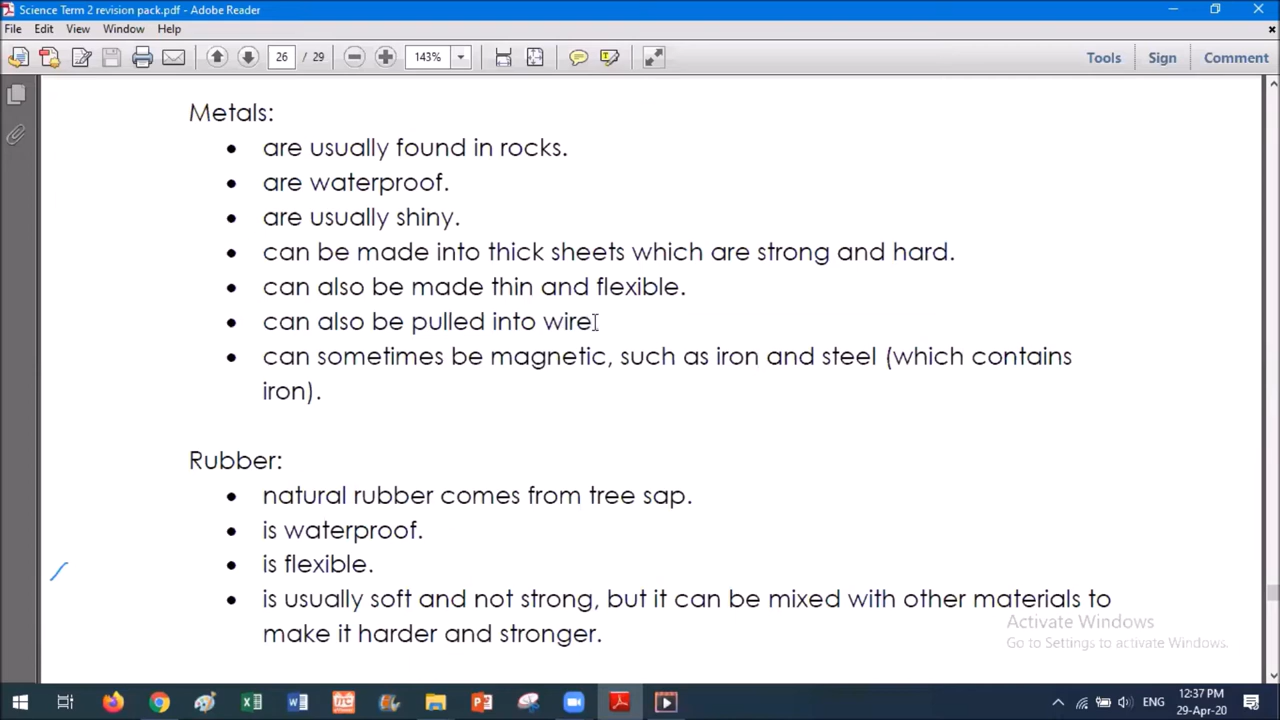 Science Term 2 revision pack.pdf - Adobe Reader
File Edit View Window Help
26 / 29 143% Tools Sign Comment
Metals:
• are usually found in rocks.
• are waterproof.
• are usually shiny.
• can be made into thick sheets which are strong and hard.
• can also be made thin and flexible.
• can also be pulled into wire
• can sometimes be magnetic, such as iron and steel (which contains
iron).
Rubber:
• natural rubber comes from tree sap.
• is waterproof.
• is flexible.
• is usually soft and not strong, but it can be mixed with other materials to
make it harder and stronger.
Activate Windows
Go to Settings to activate Windows.
ENG 12:37 PM
29-Apr-20